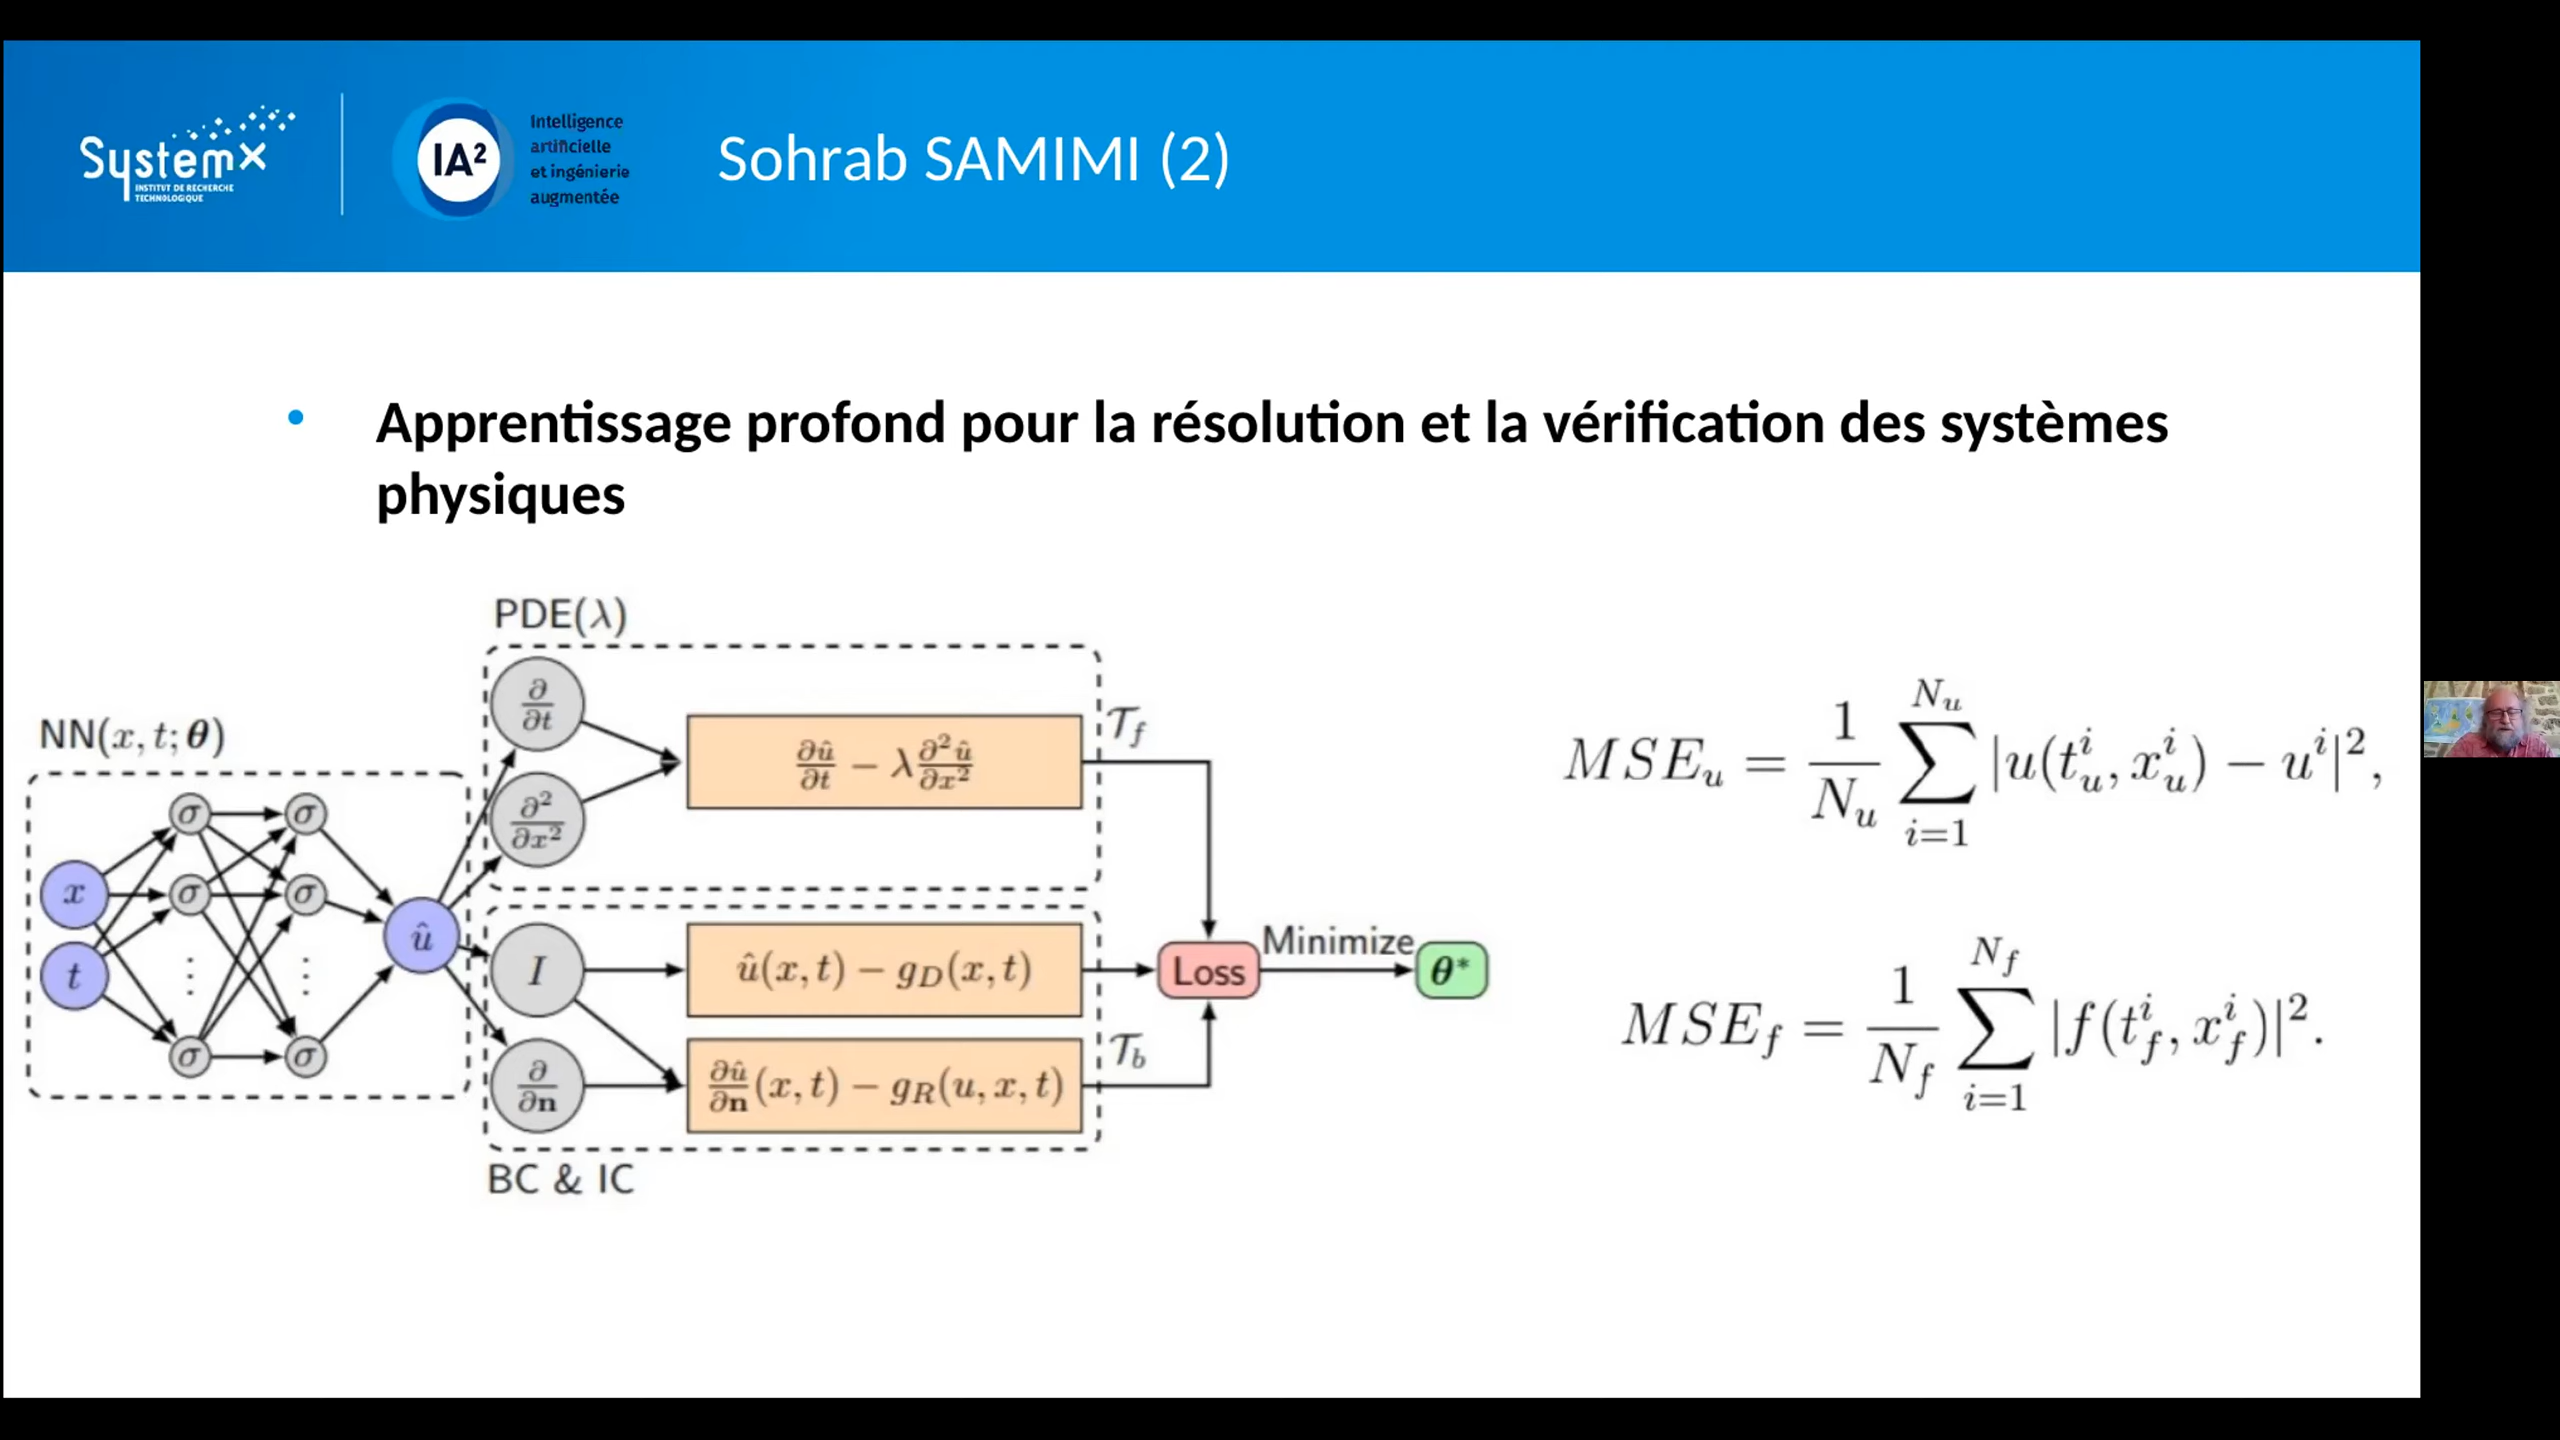 SystemX
INSTITUT DE RECHERCHE
TECHNOLOGIQUE
IA²
Intelligence
artificielle
et ingénierie
augmentée
Sohrab SAMIMI (2)
• Apprentissage profond pour la résolution et la vérification des systèmes
physiques
PDE(λ)
NN(x, t; θ)
x
t
σ
σ
σ
σ
⋮
⋮
σ
σ
û
∂/∂t
∂²/∂x²
∂û/∂t − λ ∂²û/∂x²
𝒯_f
I
û(x, t) − g_D(x, t)
∂/∂n
∂û/∂n (x, t) − g_R(u, x, t)
𝒯_b
BC & IC
Loss
Minimize
θ*
MSE_u = 1/N_u ∑_{i=1}^{N_u} |u(t_u^i, x_u^i) − u^i|²,
MSE_f = 1/N_f ∑_{i=1}^{N_f} |f(t_f^i, x_f^i)|².